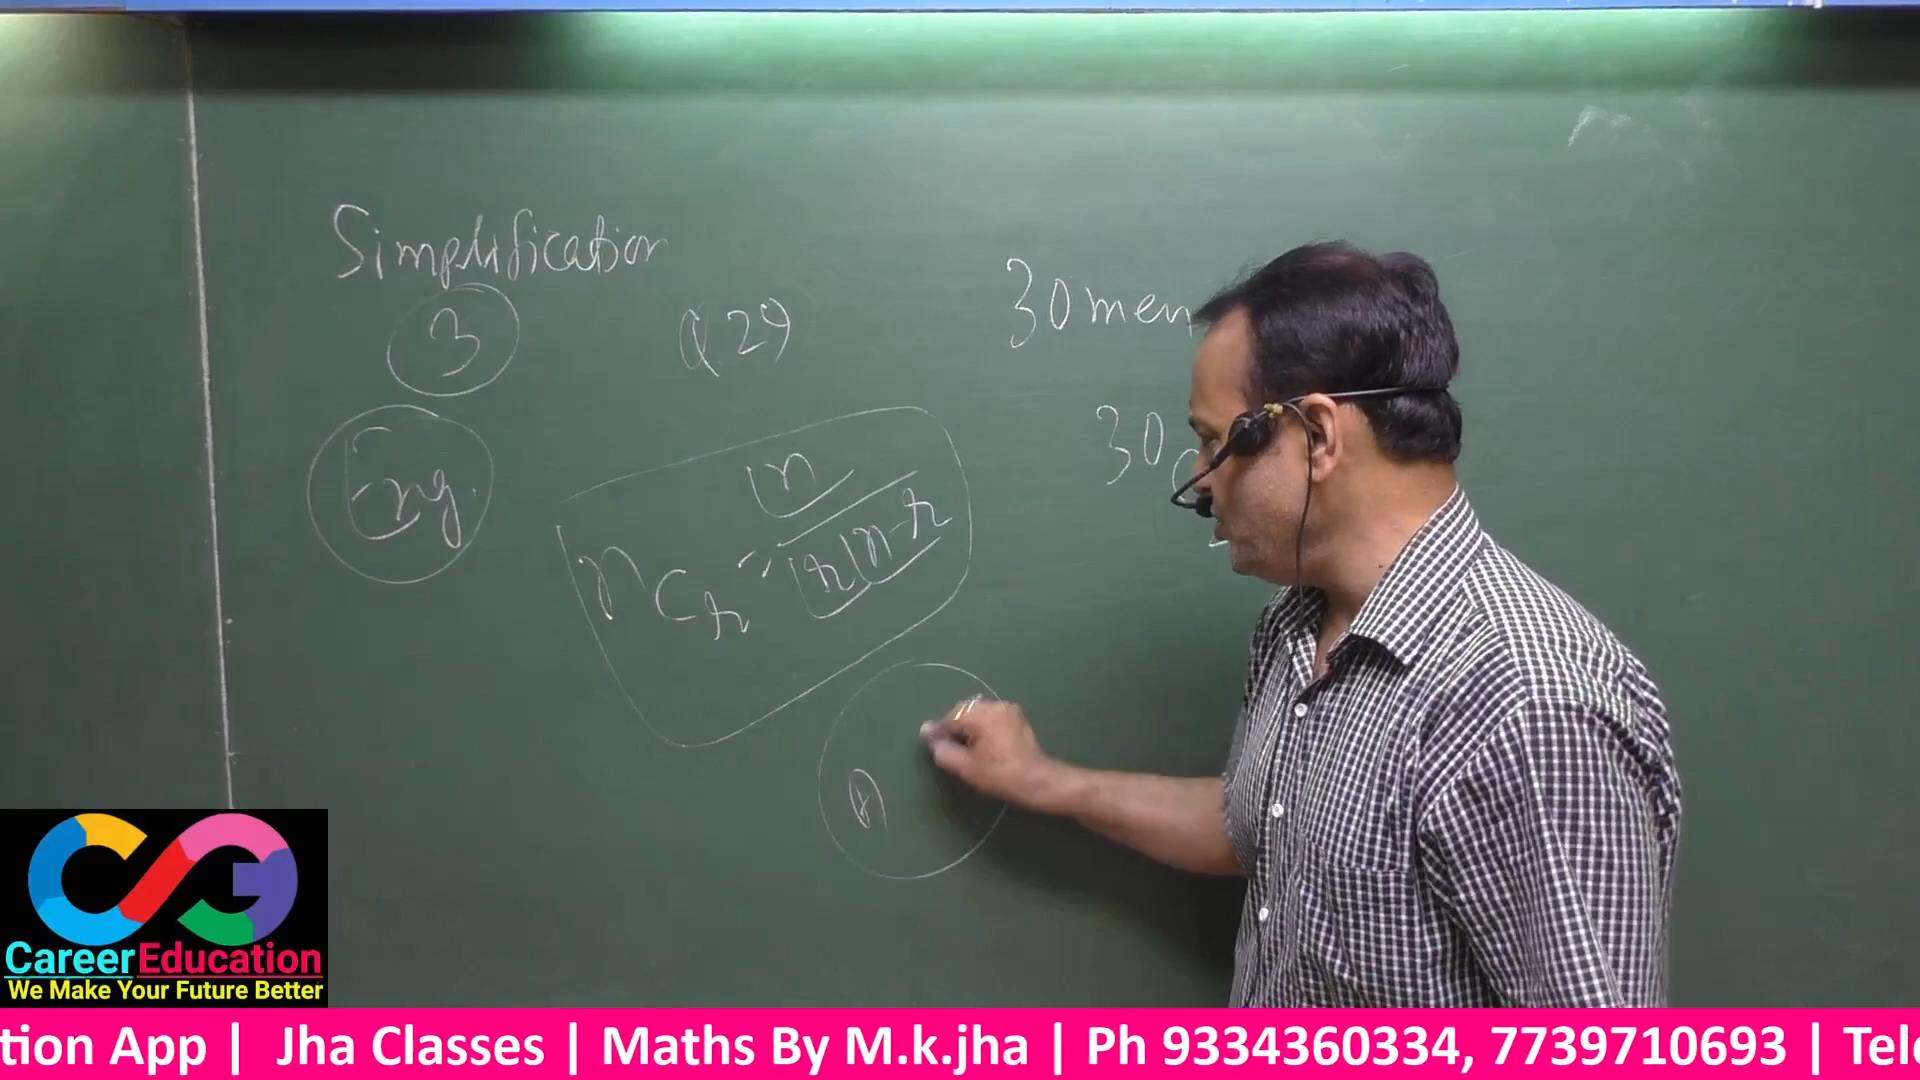 Simplification
3
Q 29
30 men
Eng.
30
nCr = n
r n-r
A
Career Education
We Make Your Future Better
tion App | Jha Classes | Maths By M.k.jha | Ph 9334360334, 7739710693 | Tele